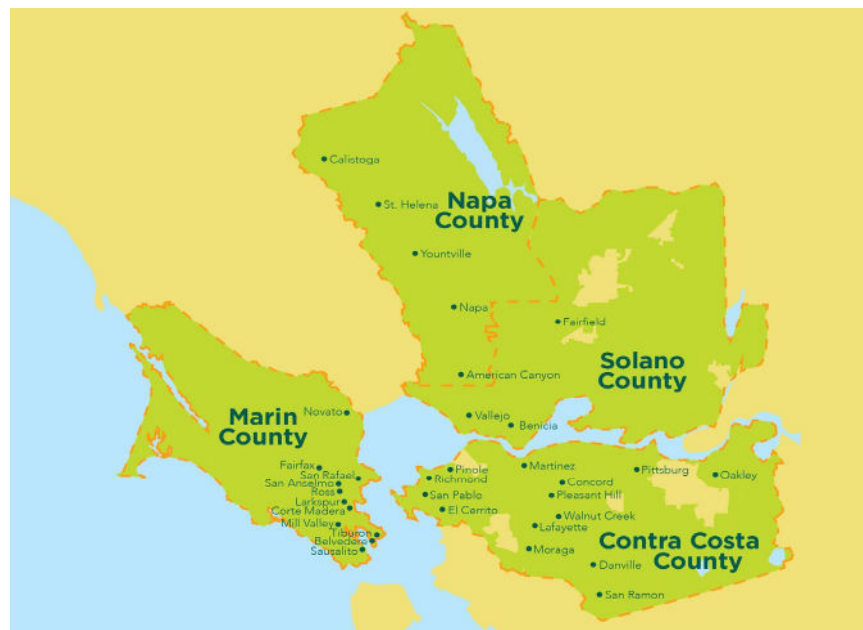 Calistoga
St. Helena
Napa
County
Yountville
Napa
Fairfield
American Canyon
Solano
County
Vallejo
Benicia
Marin
County
Novato
Fairfax
San Rafael
San Anselmo
Ross
Larkspur
Corte Madera
Mill Valley
Tiburon
Belvedere
Sausalito
Pinole
Richmond
San Pablo
El Cerrito
Martinez
Concord
Pleasant Hill
Pittsburg
Oakley
Walnut Creek
Lafayette
Moraga
Contra Costa
County
Danville
San Ramon